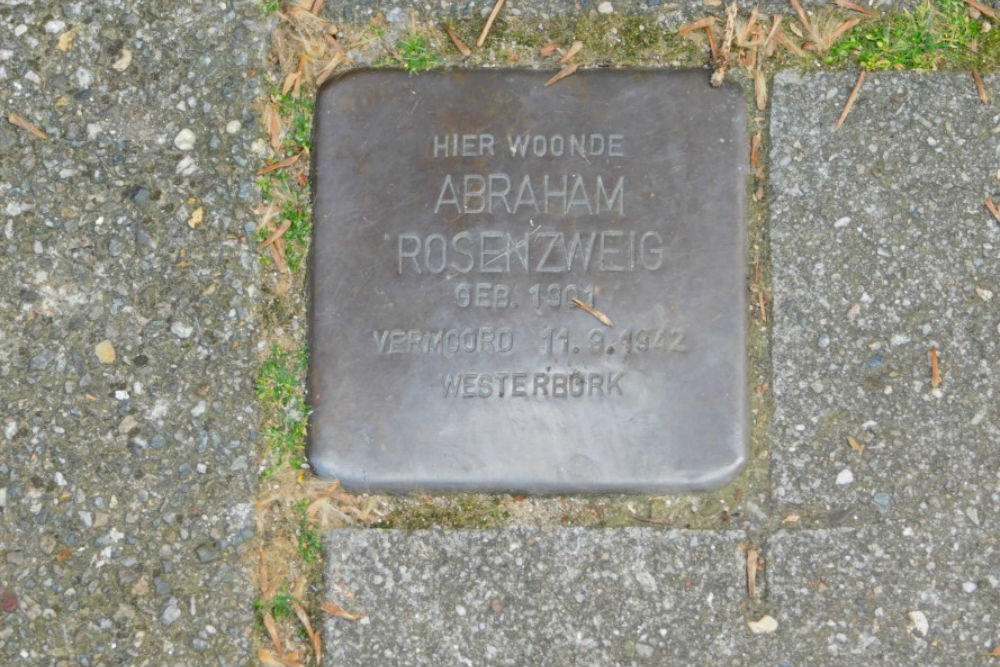 HIER WOONDE
ABRAHAM
ROSENZWEIG
GEB. 1901
VERMOORD 11.9.1942
WESTERBORK